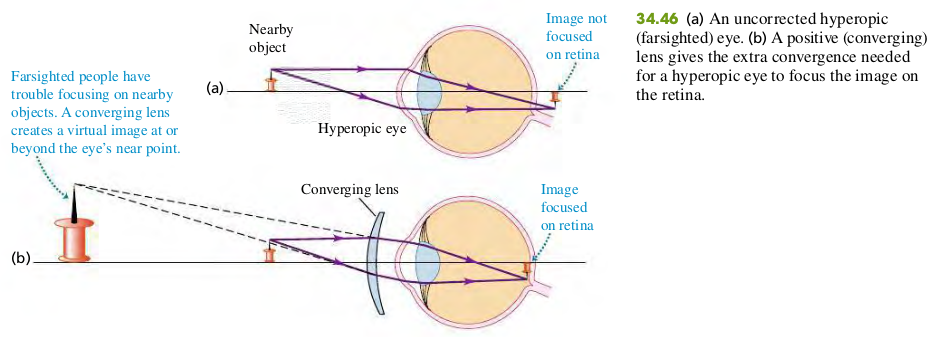 Nearby
object
Image not
focused
on retina
(a)
Hyperopic eye
Farsighted people have
trouble focusing on nearby
objects. A converging lens
creates a virtual image at or
beyond the eye's near point.
Converging lens
Image
focused
on retina
(b)
34.46 (a) An uncorrected hyperopic
(farsighted) eye. (b) A positive (converging)
lens gives the extra convergence needed
for a hyperopic eye to focus the image on
the retina.